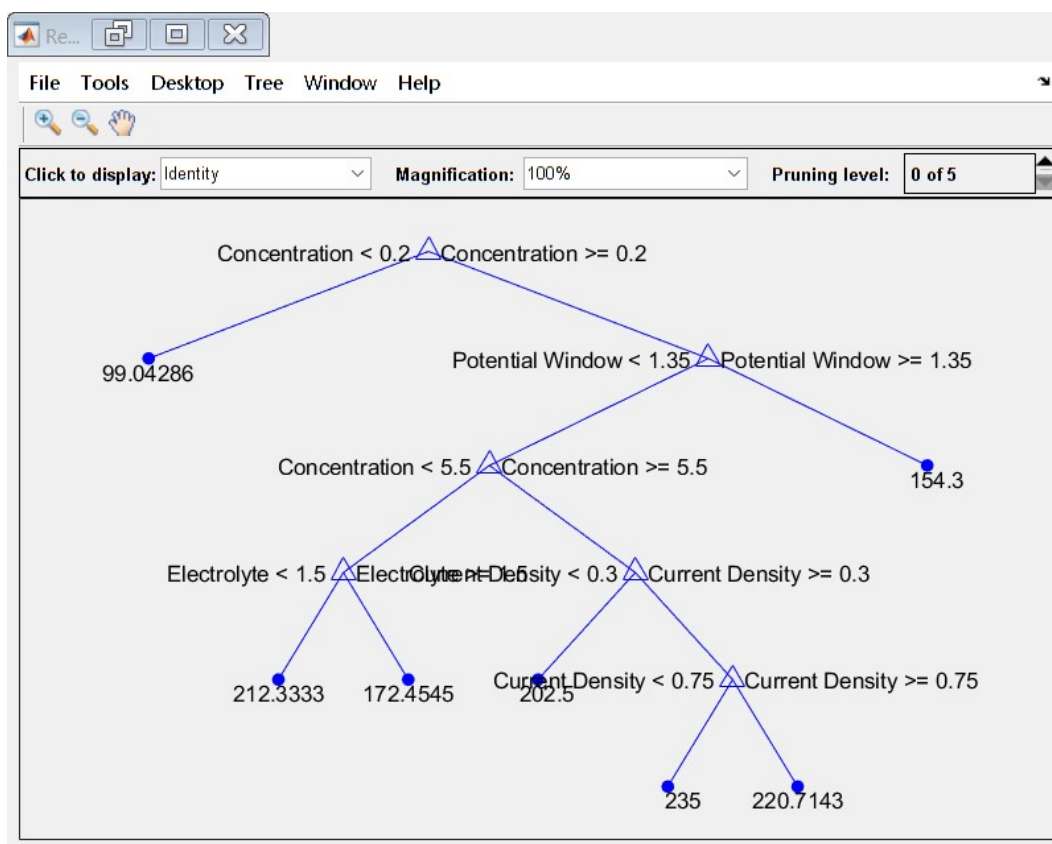 Re...
File Tools Desktop Tree Window Help
Click to display: Identity Magnification: 100% Pruning level: 0 of 5
Concentration < 0.2 Concentration >= 0.2
99.04286
Potential Window < 1.35 Potential Window >= 1.35
Concentration < 5.5 Concentration >= 5.5
154.3
Electrolyte < 1.5 Electrolyte >= 1.5 Current Density < 0.3 Current Density >= 0.3
212.3333 172.4545 202.5 Current Density < 0.75 Current Density >= 0.75
235 220.7143